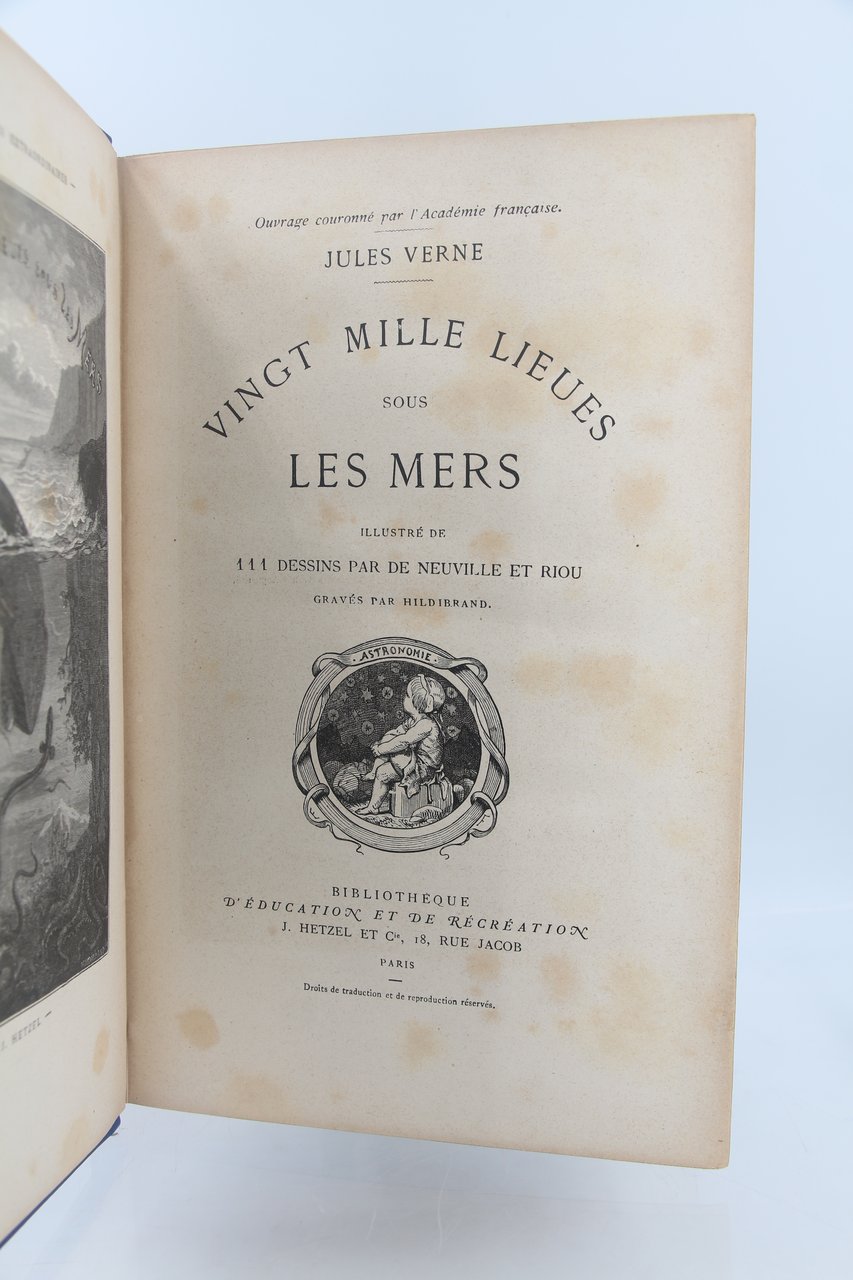 MERS
HETZEL —
Ouvrage couronné par l'Académie française.
JULES VERNE
VINGT MILLE LIEUES
SOUS
LES MERS
ILLUSTRÉ DE
111 DESSINS PAR DE NEUVILLE ET RIOU
GRAVÉS PAR HILDIBRAND.
ASTRONOMIE
BIBLIOTHÈQUE
D'ÉDUCATION ET DE RÉCRÉATION
J. HETZEL ET Cie, 18, RUE JACOB
PARIS
Droits de traduction et de reproduction réservés.